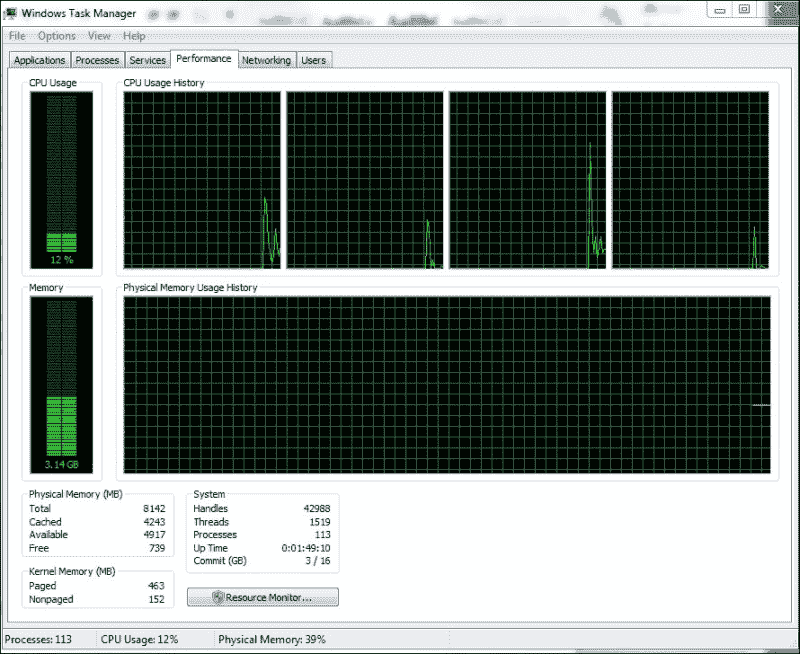 Windows Task Manager
File Options View Help
Applications Processes Services Performance Networking Users
CPU Usage CPU Usage History
12 %
Memory Physical Memory Usage History
3.14 GB
Physical Memory (MB)
Total 8142
Cached 4243
Available 4917
Free 739
System
Handles 42988
Threads 1519
Processes 113
Up Time 0:01:49:10
Commit (GB) 3 / 16
Kernel Memory (MB)
Paged 463
Nonpaged 152
Resource Monitor...
Processes: 113 CPU Usage: 12% Physical Memory: 39%